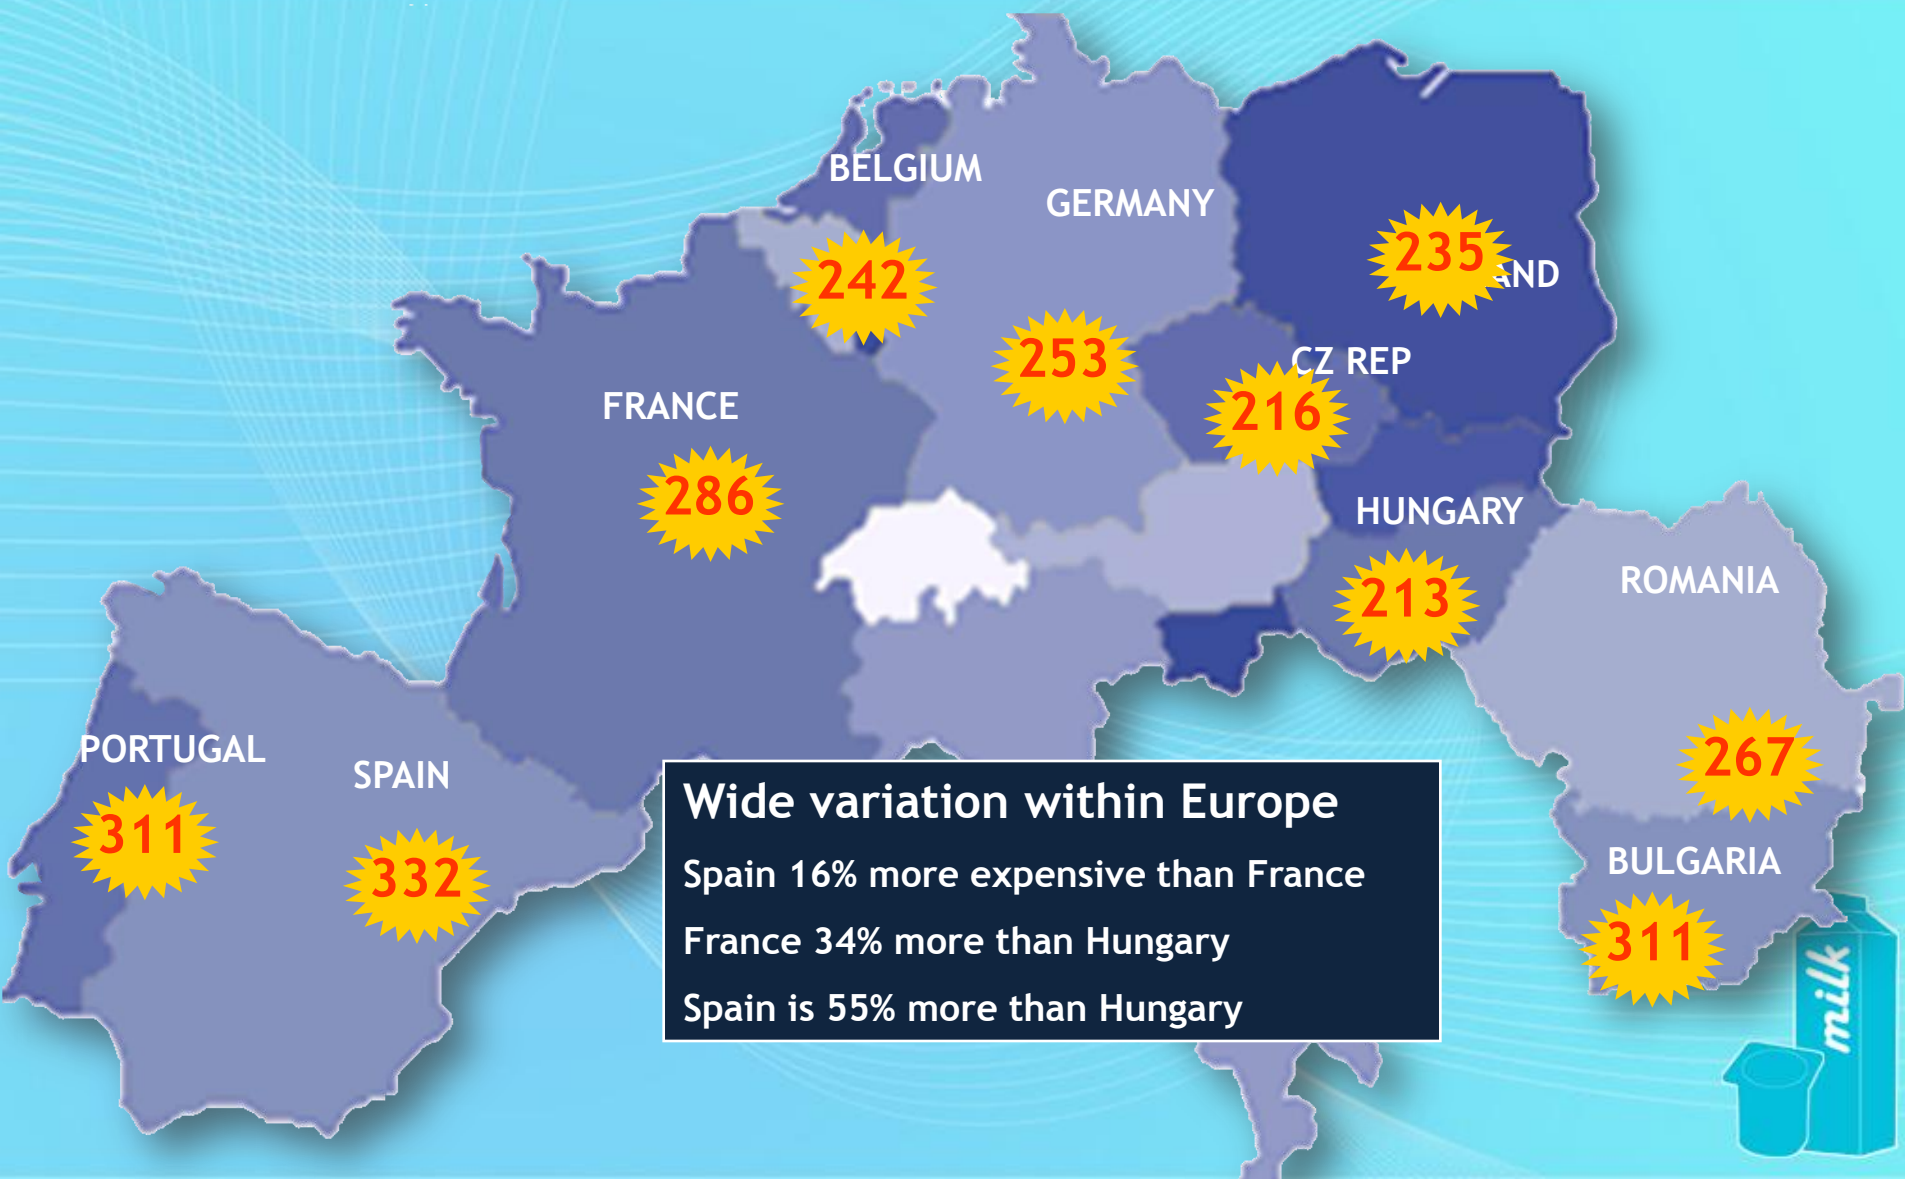 BELGIUM
GERMANY
235
AND
242
253
CZ REP
216
FRANCE
286
HUNGARY
213
ROMANIA
267
PORTUGAL
311
SPAIN
332
Wide variation within Europe
Spain 16% more expensive than France
France 34% more than Hungary
Spain is 55% more than Hungary
BULGARIA
311
milk